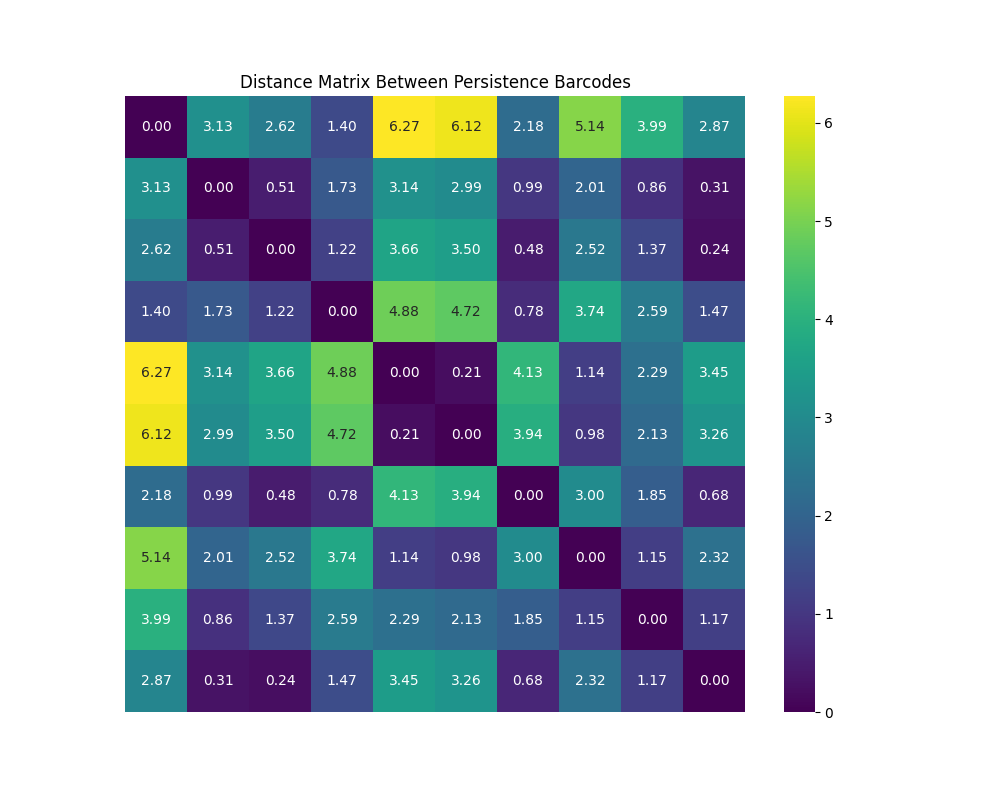 Distance Matrix Between Persistence Barcodes
0.00 3.13 2.62 1.40 6.27 6.12 2.18 5.14 3.99 2.87
3.13 0.00 0.51 1.73 3.14 2.99 0.99 2.01 0.86 0.31
2.62 0.51 0.00 1.22 3.66 3.50 0.48 2.52 1.37 0.24
1.40 1.73 1.22 0.00 4.88 4.72 0.78 3.74 2.59 1.47
6.27 3.14 3.66 4.88 0.00 0.21 4.13 1.14 2.29 3.45
6.12 2.99 3.50 4.72 0.21 0.00 3.94 0.98 2.13 3.26
2.18 0.99 0.48 0.78 4.13 3.94 0.00 3.00 1.85 0.68
5.14 2.01 2.52 3.74 1.14 0.98 3.00 0.00 1.15 2.32
3.99 0.86 1.37 2.59 2.29 2.13 1.85 1.15 0.00 1.17
2.87 0.31 0.24 1.47 3.45 3.26 0.68 2.32 1.17 0.00
6
5
4
3
2
1
0